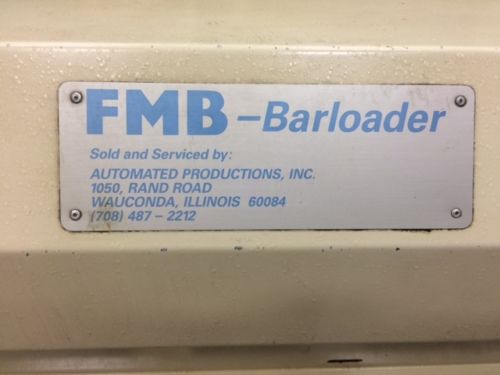 FMB -Barloader
Sold and Serviced by:
AUTOMATED PRODUCTIONS, INC.
1050, RAND ROAD
WAUCONDA, ILLINOIS 60084
(708) 487 - 2212